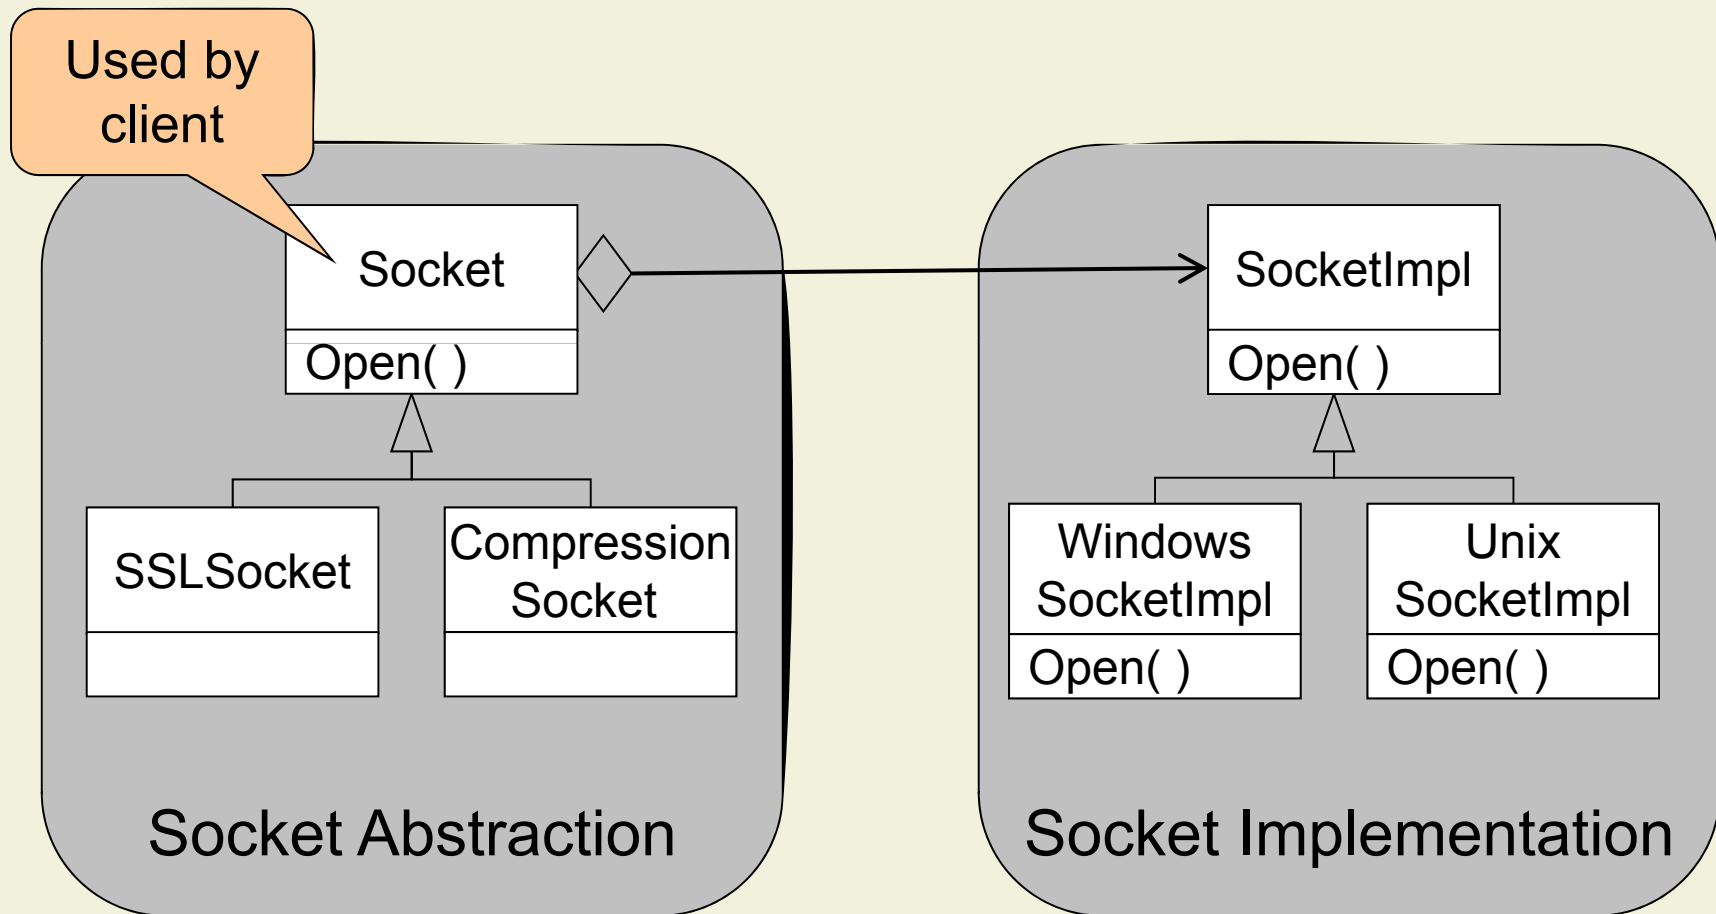 Used by
client
Socket
Open( )
SSLSocket
Compression
Socket
Socket Abstraction
SocketImpl
Open( )
Windows
SocketImpl
Open( )
Unix
SocketImpl
Open( )
Socket Implementation